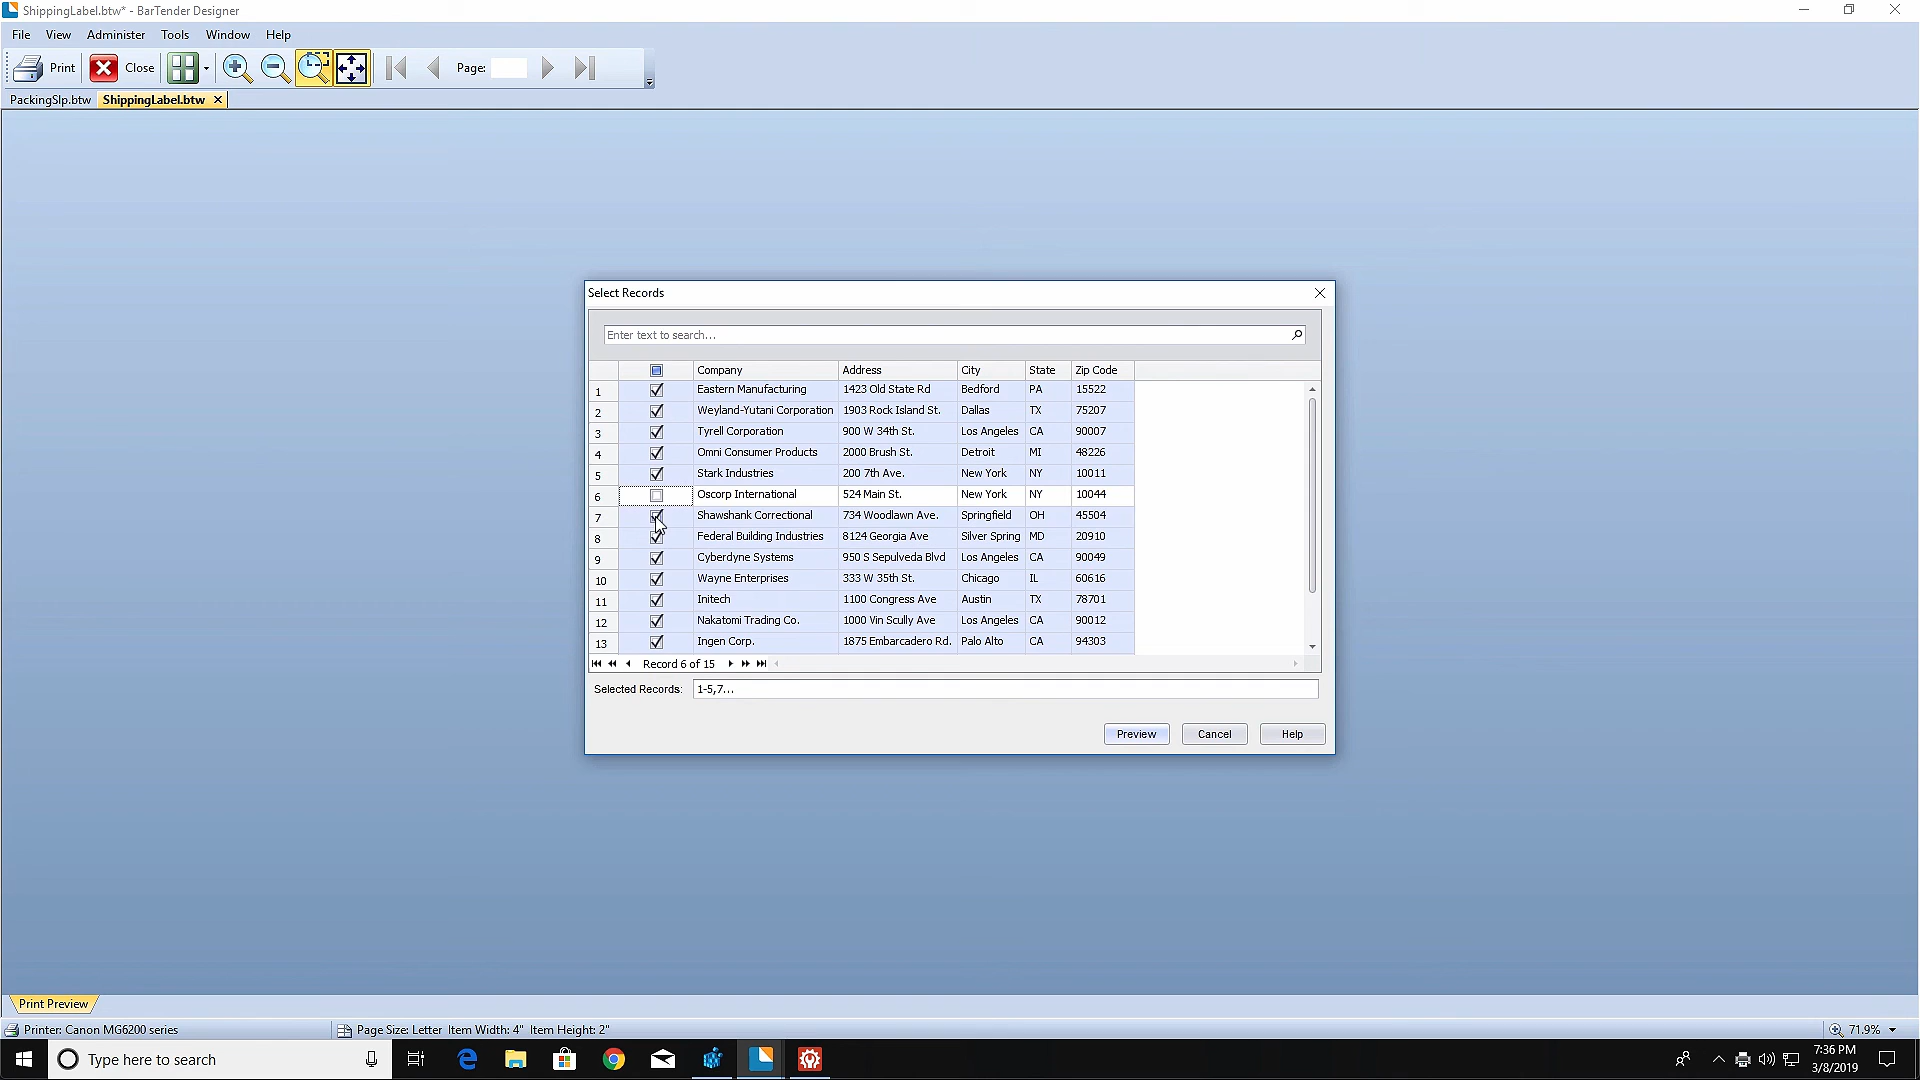 ShippingLabel.btw* - BarTender Designer
File View Administer Tools Window Help
Print Close Page:
PackingSlp.btw ShippingLabel.btw
Select Records
Enter text to search...
Company Address City State Zip Code
1 Eastern Manufacturing 1423 Old State Rd Bedford PA 15522
2 Weyland-Yutani Corporation 1903 Rock Island St. Dallas TX 75207
3 Tyrell Corporation 900 W 34th St. Los Angeles CA 90007
4 Omni Consumer Products 2000 Brush St. Detroit MI 48226
5 Stark Industries 200 7th Ave. New York NY 10011
6 Oscorp International 524 Main St. New York NY 10044
7 Shawshank Correctional 734 Woodlawn Ave. Springfield OH 45504
8 Federal Building Industries 8124 Georgia Ave Silver Spring MD 20910
9 Cyberdyne Systems 950 S Sepulveda Blvd Los Angeles CA 90049
10 Wayne Enterprises 333 W 35th St. Chicago IL 60616
11 Initech 1100 Congress Ave Austin TX 78701
12 Nakatomi Trading Co. 1000 Vin Scully Ave Los Angeles CA 90012
13 Ingen Corp. 1875 Embarcadero Rd. Palo Alto CA 94303
Record 6 of 15
Selected Records: 1-5,7...
Preview Cancel Help
Print Preview
Printer: Canon MG6200 series Page Size: Letter Item Width: 4" Item Height: 2" 71.9%
Type here to search
7:36 PM
3/8/2019